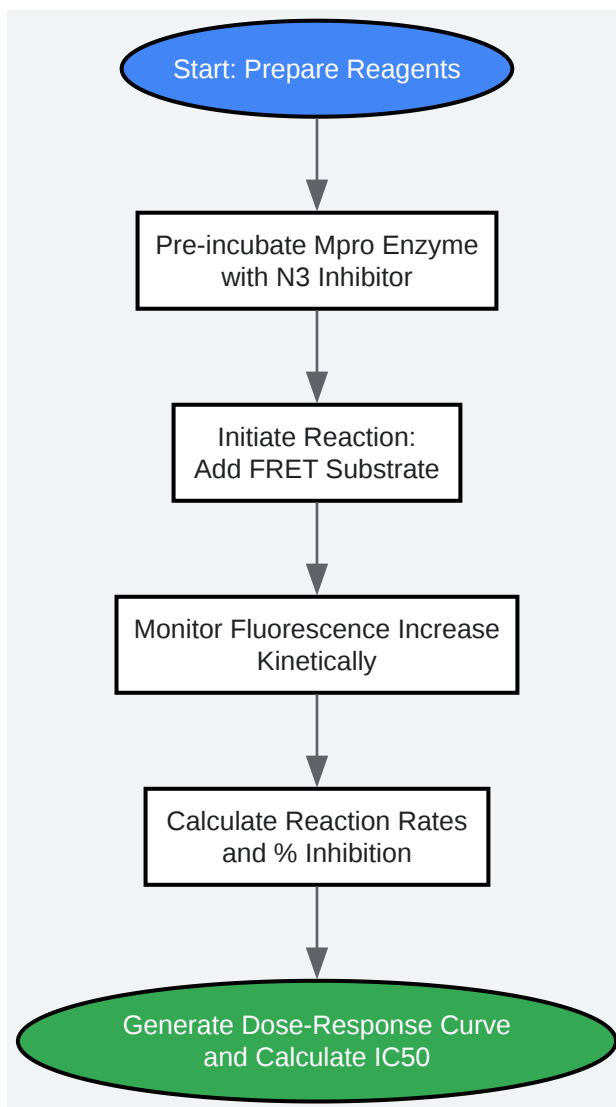 Start: Prepare Reagents
Pre-incubate Mpro Enzyme
with N3 Inhibitor
Initiate Reaction:
Add FRET Substrate
Monitor Fluorescence Increase
Kinetically
Calculate Reaction Rates
and % Inhibition
Generate Dose-Response Curve
and Calculate IC50